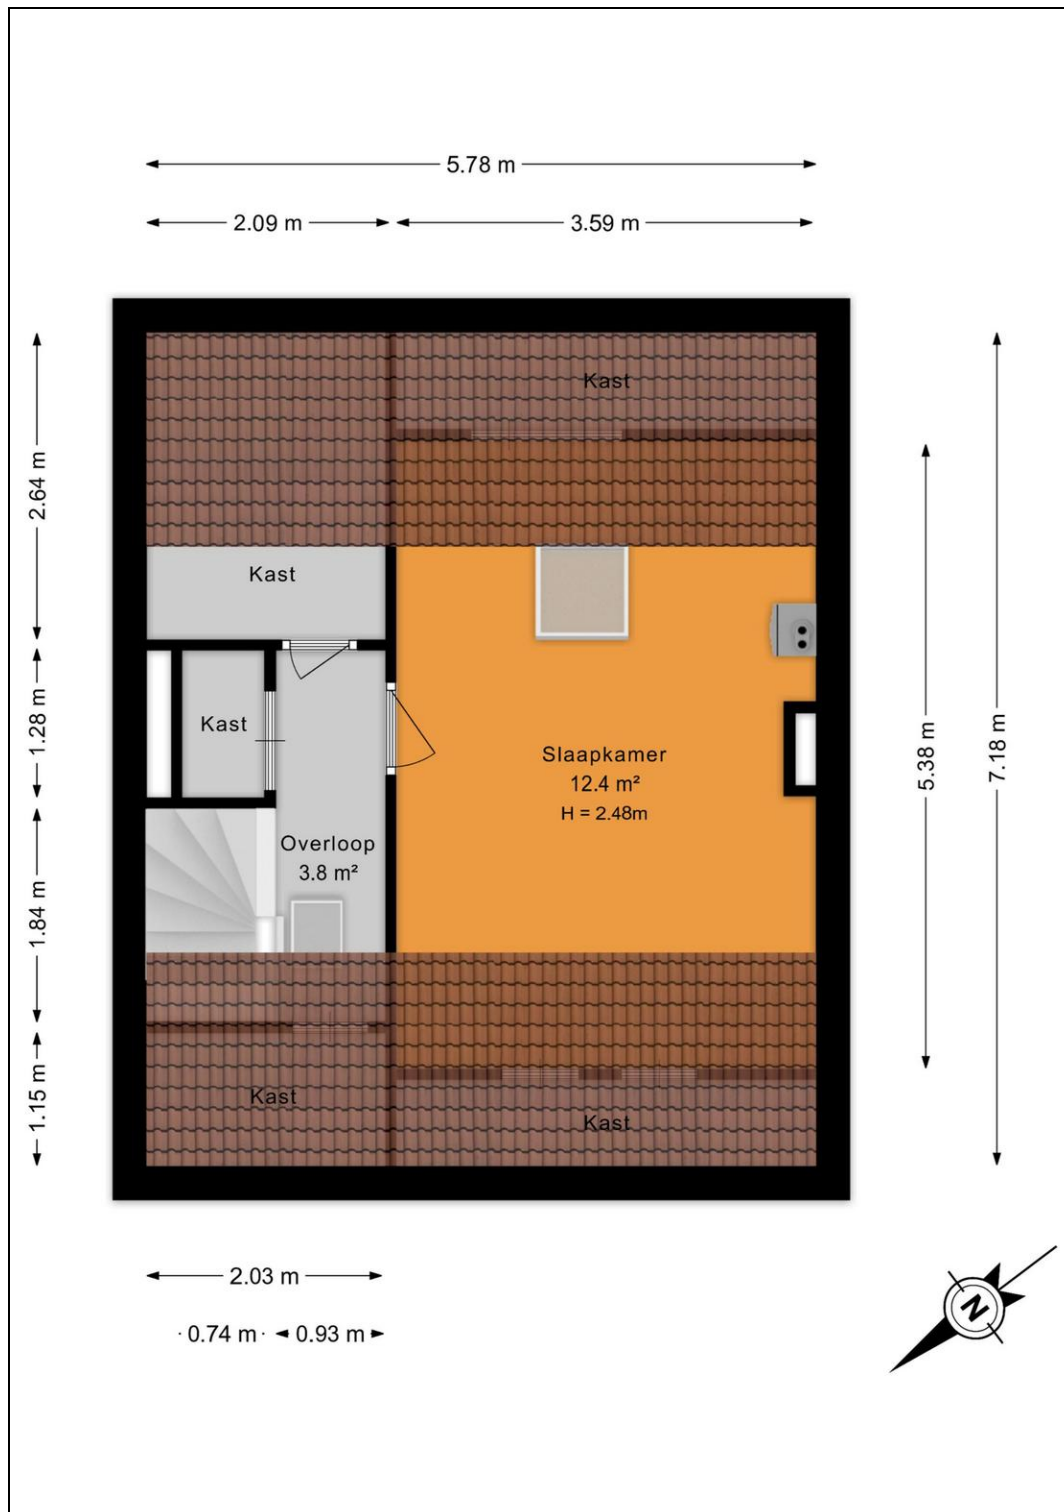 5.78 m
2.09 m
3.59 m
Kast
2.64 m
Kast
1.28 m
Kast
5.38 m
7.18 m
Slaapkamer
12.4 m²
H = 2.48m
Overloop
3.8 m²
1.84 m
1.15 m
Kast
Kast
2.03 m
0.74 m
0.93 m
N